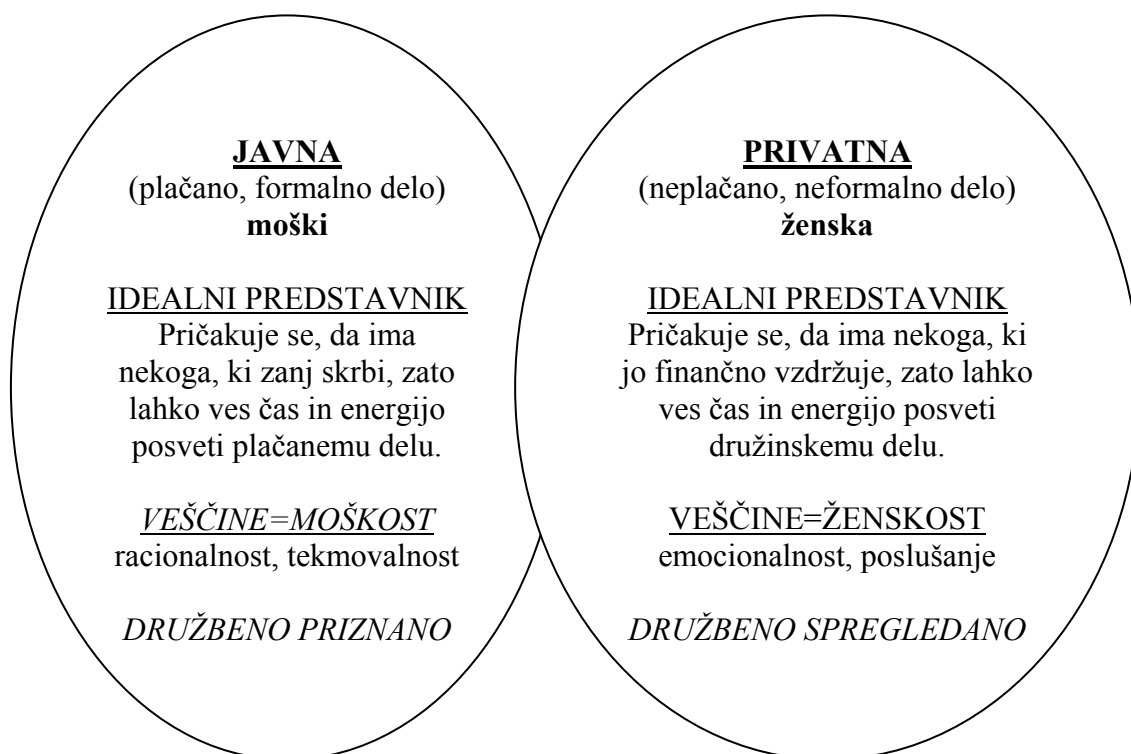 JAVNA
(plačano, formalno delo)
moški
IDEALNI PREDSTAVNIK
Pričakuje se, da ima
nekoga, ki zanj skrbi, zato
lahko ves čas in energijo
posveti plačanemu delu.
VEŠČINE=MOŠKOST
racionalnost, tekmovalnost
DRUŽBENO PRIZNANO
PRIVATNA
(neplačano, neformalno delo)
ženska
IDEALNI PREDSTAVNIK
Pričakuje se, da ima nekoga, ki
jo finančno vzdržuje, zato lahko
ves čas in energijo posveti
družinskemu delu.
VEŠČINE=ŽENSKOST
emocionalnost, poslušanje
DRUŽBENO SPREGLEDANO